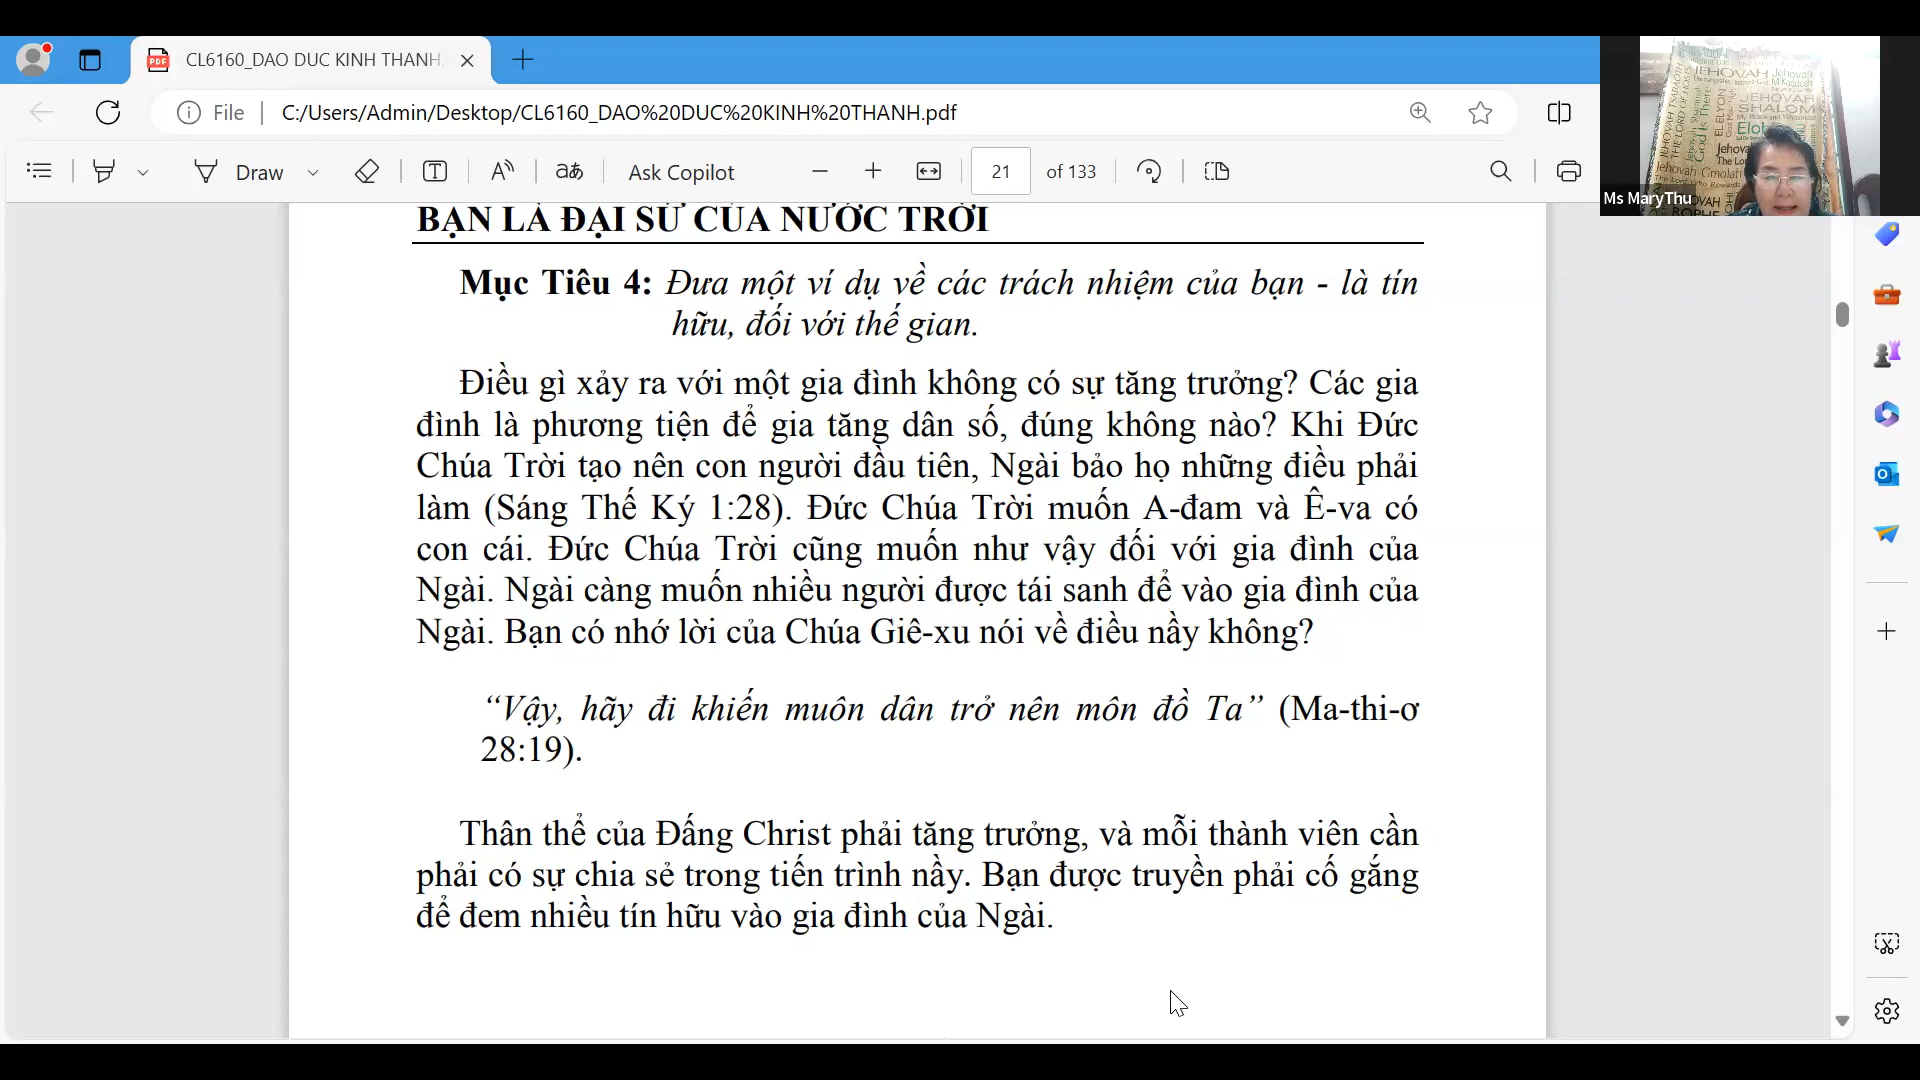 CL6160_DAO DUC KINH THANH.
File
C:/Users/Admin/Desktop/CL6160_DAO%20DUC%20KINH%20THANH.pdf
Draw
Ask Copilot
21 of 133
Ms MaryThu
JEHOVAH
SHALOM
ELELYON
BẠN LÀ ĐẠI SỨ CỦA NƯỚC TRỜI
Mục Tiêu 4: Đưa một ví dụ về các trách nhiệm của bạn - là tín
hữu, đối với thế gian.
Điều gì xảy ra với một gia đình không có sự tăng trưởng? Các gia
đình là phương tiện để gia tăng dân số, đúng không nào? Khi Đức
Chúa Trời tạo nên con người đầu tiên, Ngài bảo họ những điều phải
làm (Sáng Thế Ký 1:28). Đức Chúa Trời muốn A-đam và Ê-va có
con cái. Đức Chúa Trời cũng muốn như vậy đối với gia đình của
Ngài. Ngài càng muốn nhiều người được tái sanh để vào gia đình của
Ngài. Bạn có nhớ lời của Chúa Giê-xu nói về điều nầy không?
“Vậy, hãy đi khiến muôn dân trở nên môn đồ Ta” (Ma-thi-ơ
28:19).
Thân thể của Đấng Christ phải tăng trưởng, và mỗi thành viên cần
phải có sự chia sẻ trong tiến trình nầy. Bạn được truyền phải cố gắng
để đem nhiều tín hữu vào gia đình của Ngài.